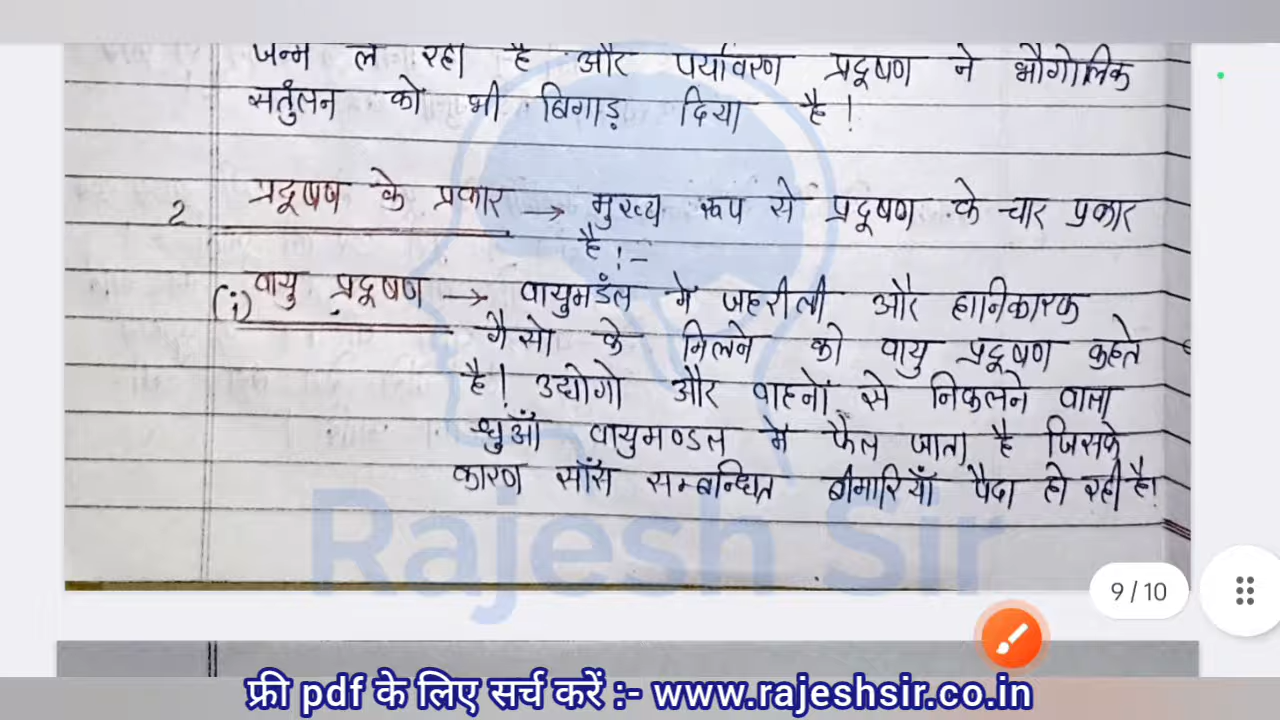 जन्म ले रहा है और पर्यावरण प्रदूषण ने भौगोलिक
सतुंलन को भी बिगाड़ दिया है!
2 प्रदूषण के प्रकार → मुख्य रूप से प्रदूषण के चार प्रकार
है!:-
(i) वायु प्रदूषण → वायुमडँल में जहरीली और हानिकारक
गैसो के मिलने को वायु प्रदूषण कहते
है! उद्योगो और वाहनों से निकलने वाला
धुआँ वायुमण्डल मे फैल जाता है जिसके
कारण साँस सम्बन्धित बीमारियाँ पैदा हो रही है।
Rajesh Sir
9 / 10
फ्री pdf के लिए सर्च करें :- www.rajeshsir.co.in